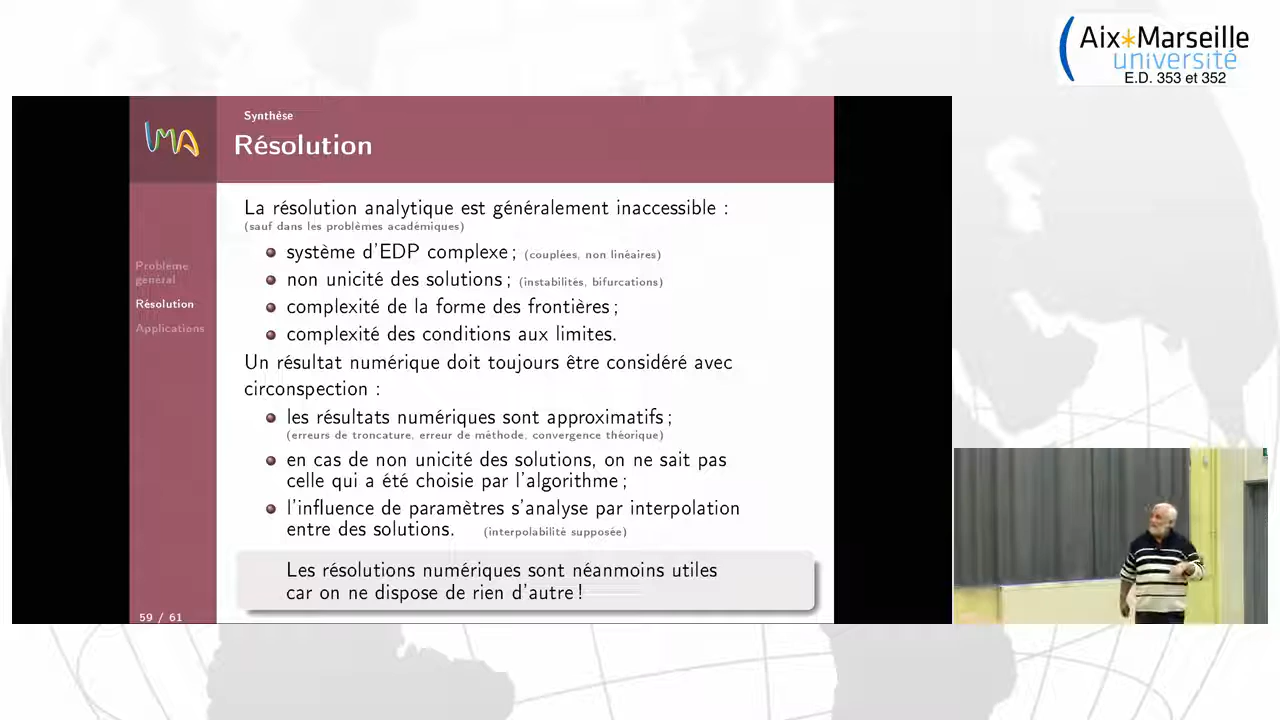 Aix*Marseille
université
E.D. 353 et 352
LMA
Synthèse
Résolution
La résolution analytique est généralement inaccessible :
(sauf dans les problèmes académiques)
système d'EDP complexe ; (couplées, non linéaires)
non unicité des solutions ; (instabilités, bifurcations)
complexité de la forme des frontières ;
complexité des conditions aux limites.
Un résultat numérique doit toujours être considéré avec
circonspection :
les résultats numériques sont approximatifs ;
(erreurs de troncature, erreur de méthode, convergence théorique)
en cas de non unicité des solutions, on ne sait pas
celle qui a été choisie par l'algorithme ;
l'influence de paramètres s'analyse par interpolation
entre des solutions. (interpolabilité supposée)
Les résolutions numériques sont néanmoins utiles
car on ne dispose de rien d'autre !
Problème
général
Résolution
Applications
59 / 61